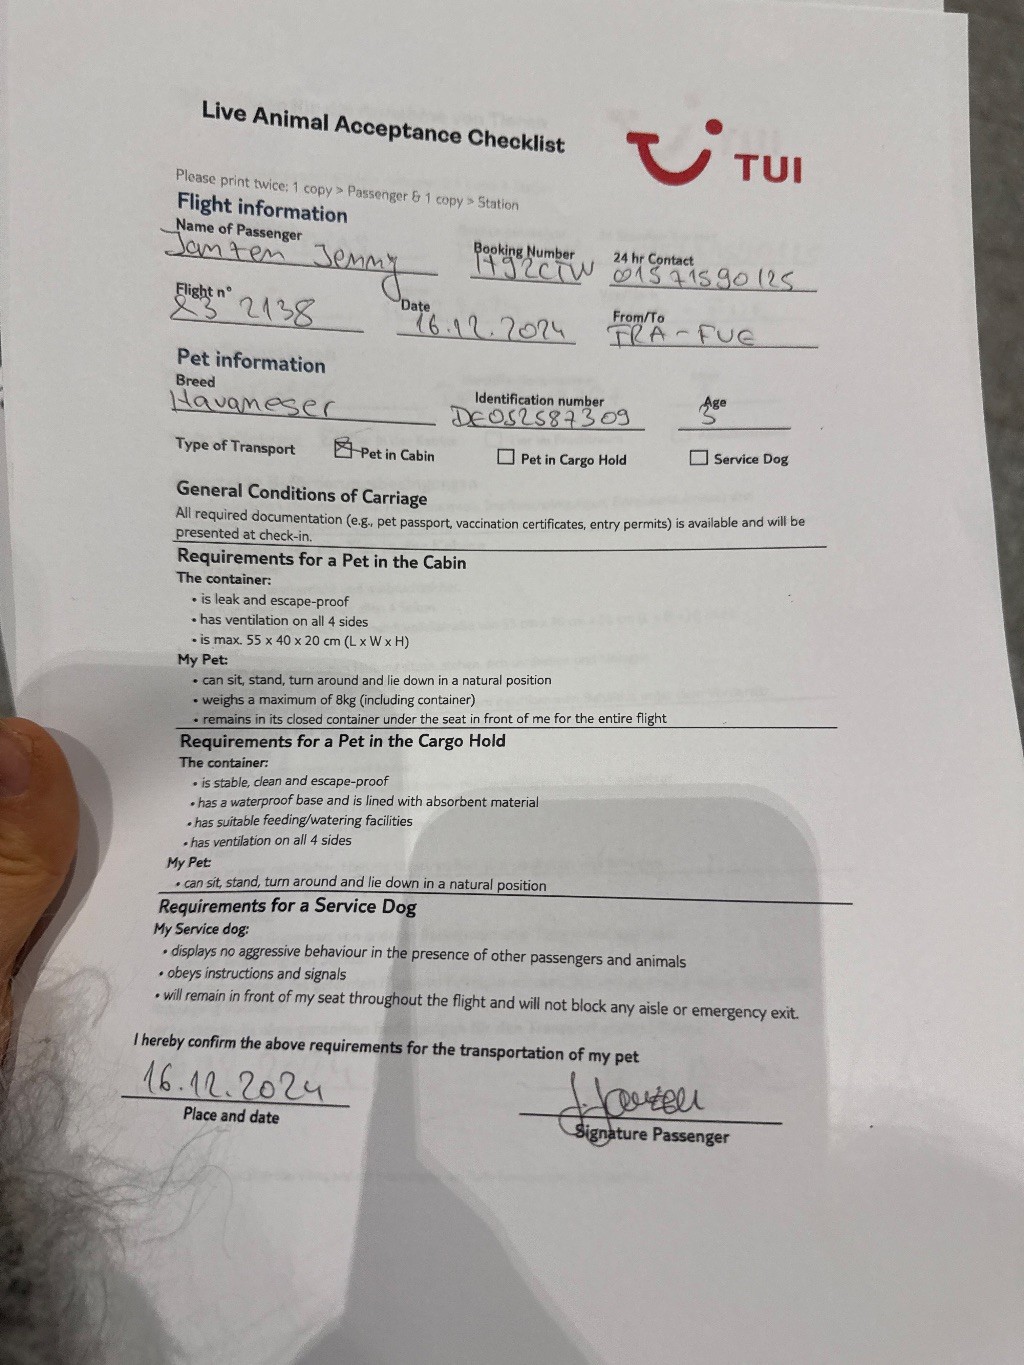 Live Animal Acceptance Checklist
TUI
Please print twice: 1 copy > Passenger & 1 copy > Station
Flight information
Name of Passenger Booking Number 24 hr Contact
Jenny 01571590125
Flight n° Date From/To
2138 16.12.2024 FRA - FUE
Pet information
Breed Identification number Age
Havaneser DE052587309
Type of Transport Pet in Cabin Pet in Cargo Hold Service Dog
General Conditions of Carriage
All required documentation (e.g., pet passport, vaccination certificates, entry permits) is available and will be
presented at check-in.
Requirements for a Pet in the Cabin
The container:
• is leak and escape-proof
• has ventilation on all 4 sides
• is max. 55 x 40 x 20 cm (L x W x H)
My Pet:
• can sit, stand, turn around and lie down in a natural position
• weighs a maximum of 8kg (including container)
• remains in its closed container under the seat in front of me for the entire flight
Requirements for a Pet in the Cargo Hold
The container:
• is stable, clean and escape-proof
• has a waterproof base and is lined with absorbent material
• has suitable feeding/watering facilities
• has ventilation on all 4 sides
My Pet:
• can sit, stand, turn around and lie down in a natural position
Requirements for a Service Dog
My Service dog:
• displays no aggressive behaviour in the presence of other passengers and animals
• obeys instructions and signals
• will remain in front of my seat throughout the flight and will not block any aisle or emergency exit.
I hereby confirm the above requirements for the transportation of my pet
16.12.2024
Place and date Signature Passenger